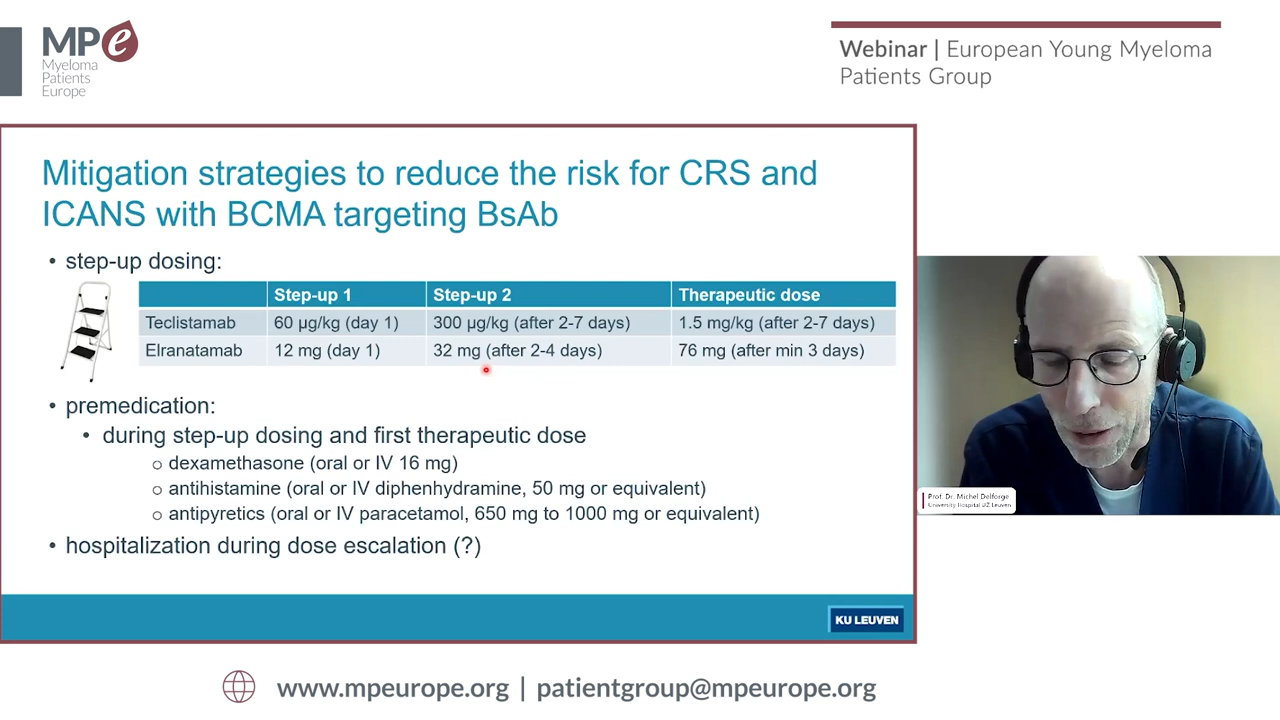 MPe
Myeloma
Patients
Europe
Webinar | European Young Myeloma
Patients Group
Mitigation strategies to reduce the risk for CRS and
ICANS with BCMA targeting BsAb
• step-up dosing:
Step-up 1 Step-up 2 Therapeutic dose
Teclistamab 60 µg/kg (day 1) 300 µg/kg (after 2-7 days) 1.5 mg/kg (after 2-7 days)
Elranatamab 12 mg (day 1) 32 mg (after 2-4 days) 76 mg (after min 3 days)
• premedication:
• during step-up dosing and first therapeutic dose
o dexamethasone (oral or IV 16 mg)
o antihistamine (oral or IV diphenhydramine, 50 mg or equivalent)
o antipyretics (oral or IV paracetamol, 650 mg to 1000 mg or equivalent)
• hospitalization during dose escalation (?)
KU LEUVEN
Prof. Dr. Michel Delforge
University Hospital UZ Leuven
www.mpeurope.org | patientgroup@mpeurope.org